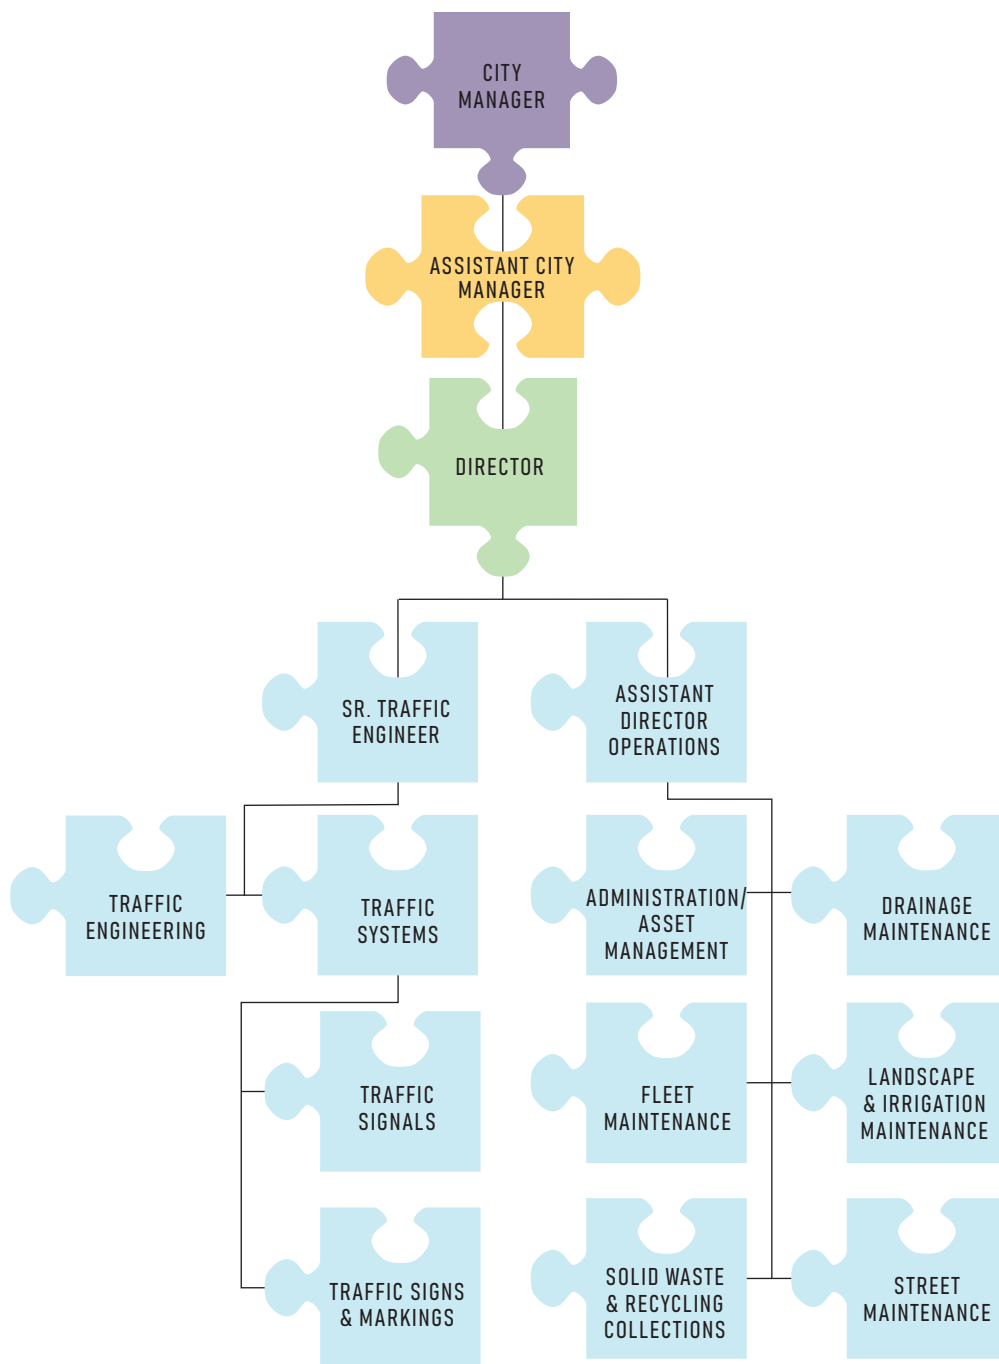 CITY
MANAGER
ASSISTANT CITY
MANAGER
DIRECTOR
SR. TRAFFIC
ENGINEER
ASSISTANT
DIRECTOR
OPERATIONS
TRAFFIC
ENGINEERING
TRAFFIC
SYSTEMS
ADMINISTRATION/
ASSET
MANAGEMENT
DRAINAGE
MAINTENANCE
TRAFFIC
SIGNALS
FLEET
MAINTENANCE
LANDSCAPE
& IRRIGATION
MAINTENANCE
TRAFFIC SIGNS
& MARKINGS
SOLID WASTE
& RECYCLING
COLLECTIONS
STREET
MAINTENANCE